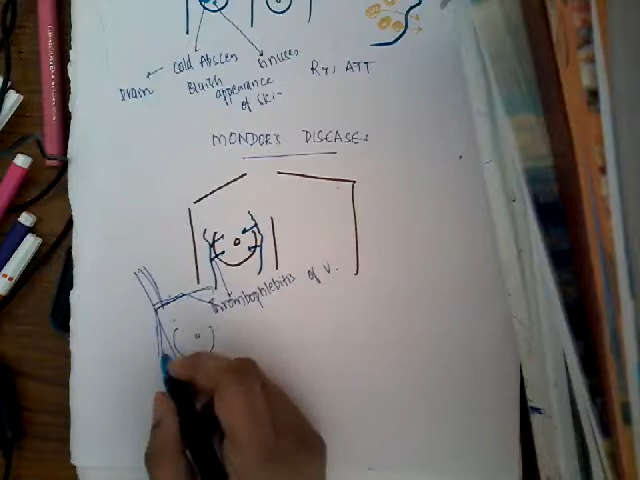 Cold Abscess
Sinuses
Drain
Bluish
appearance
of Skin
Rx, ATT
MONDOR'S DISEASE:
Thrombophlebitis of V.